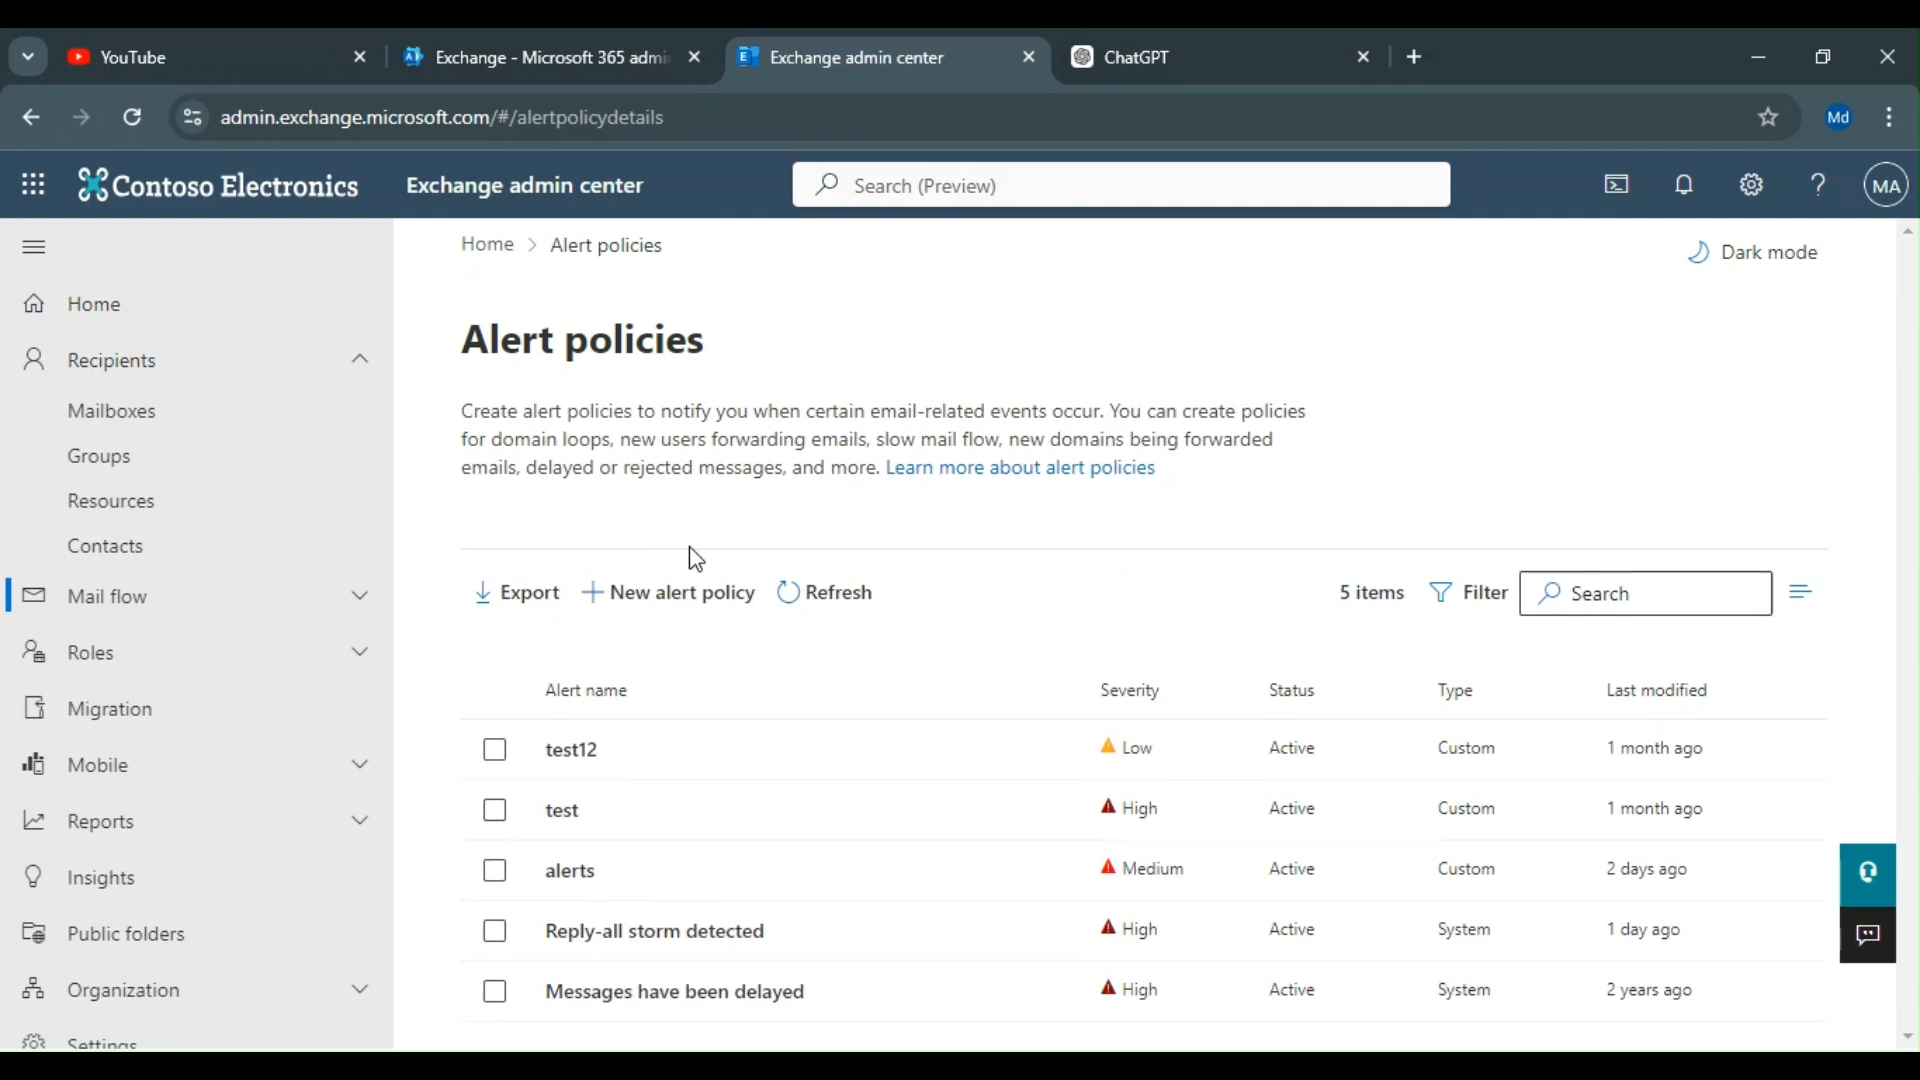 YouTube
Exchange - Microsoft 365 admi
Exchange admin center
ChatGPT
admin.exchange.microsoft.com/#/alertpolicydetails
Md
Contoso Electronics
Exchange admin center
Search (Preview)
MA
Home > Alert policies
Dark mode
Home
Recipients
Mailboxes
Groups
Resources
Contacts
Mail flow
Roles
Migration
Mobile
Reports
Insights
Public folders
Organization
Settings
Alert policies
Create alert policies to notify you when certain email-related events occur. You can create policies
for domain loops, new users forwarding emails, slow mail flow, new domains being forwarded
emails, delayed or rejected messages, and more. Learn more about alert policies
Export + New alert policy Refresh 5 items Filter Search
Alert name Severity Status Type Last modified
test12 Low Active Custom 1 month ago
test High Active Custom 1 month ago
alerts Medium Active Custom 2 days ago
Reply-all storm detected High Active System 1 day ago
Messages have been delayed High Active System 2 years ago